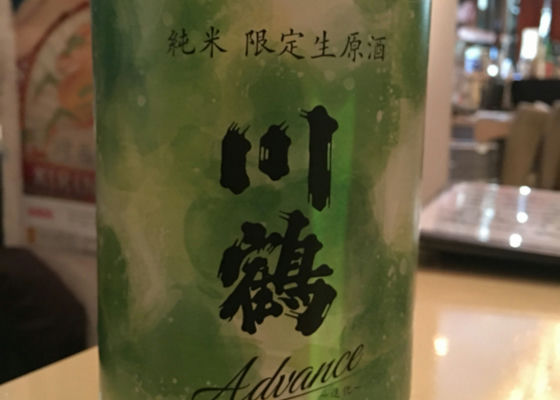 純米 限定生原酒
川
鶴
Advance